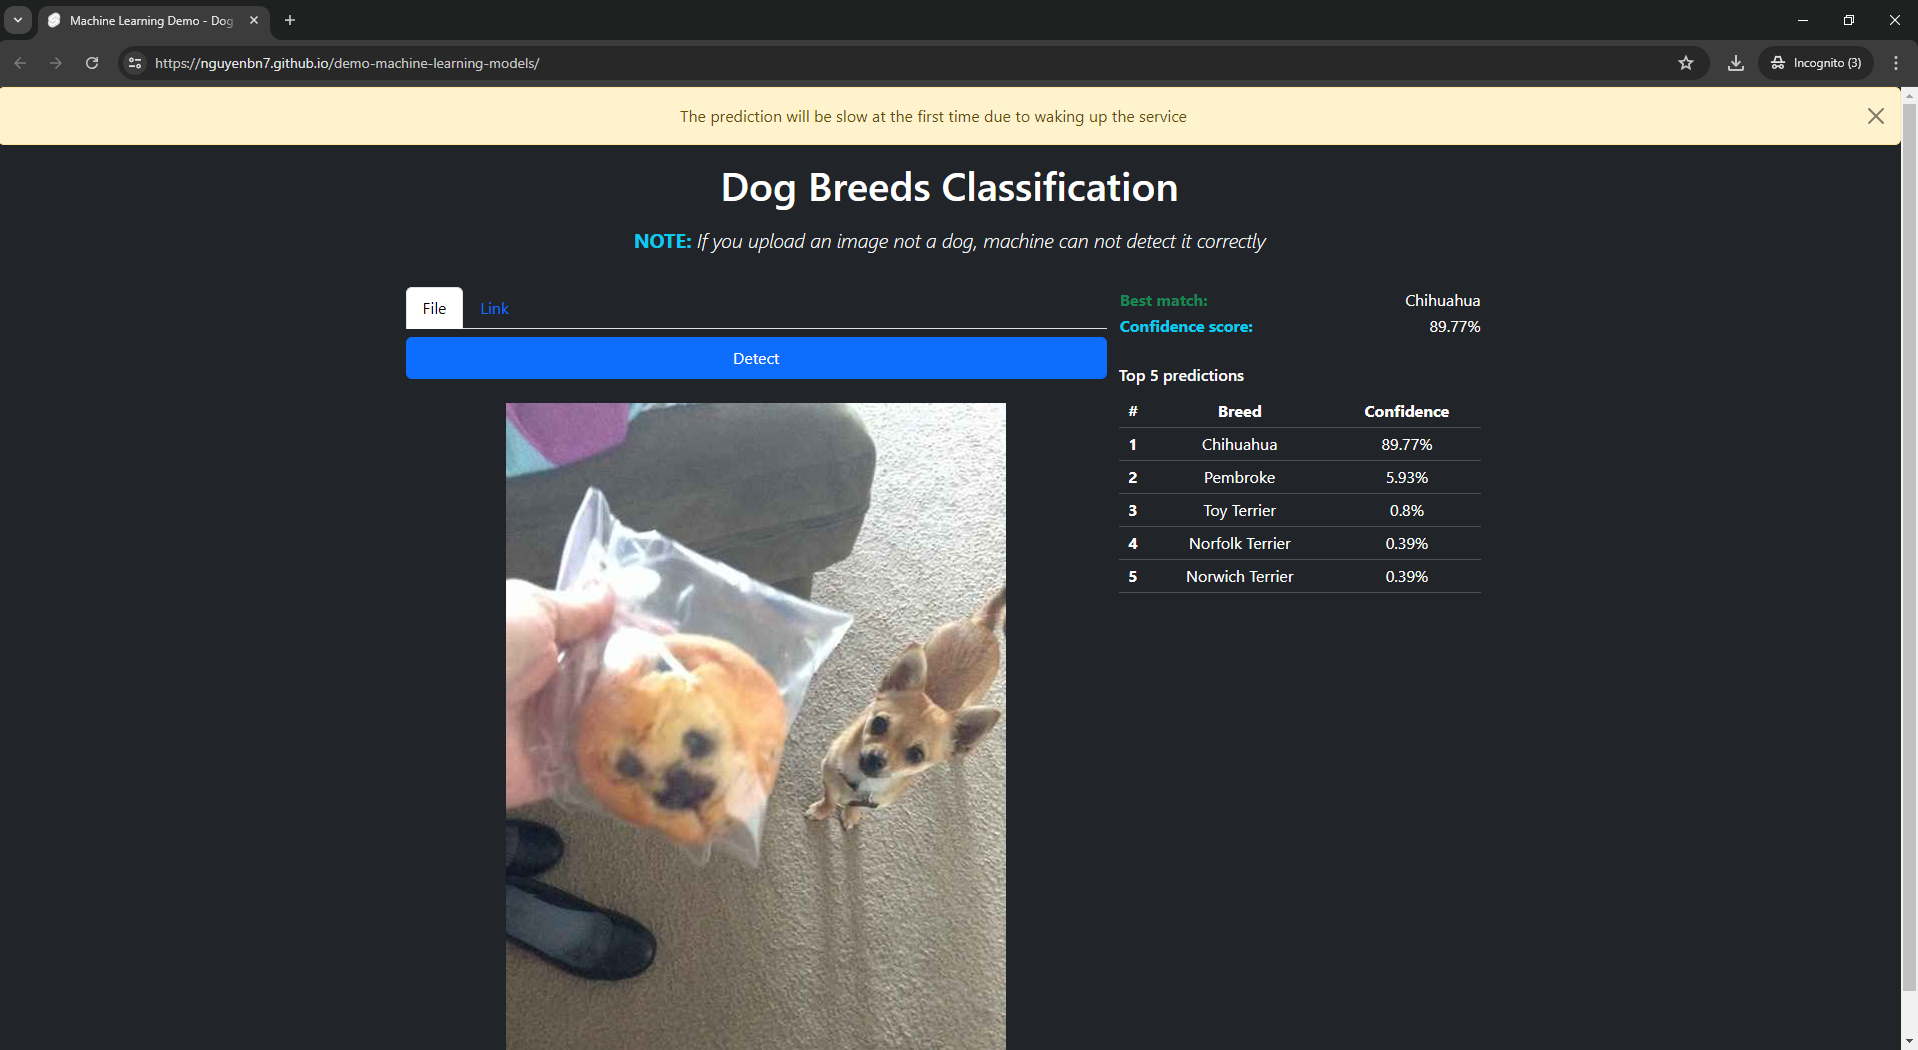 Machine Learning Demo - Dog
https://nguyenbn7.github.io/demo-machine-learning-models/
Incognito (3)
The prediction will be slow at the first time due to waking up the service
Dog Breeds Classification
NOTE: If you upload an image not a dog, machine can not detect it correctly
File Link
Detect
Best match: Chihuahua
Confidence score: 89.77%
Top 5 predictions
# Breed Confidence
1 Chihuahua 89.77%
2 Pembroke 5.93%
3 Toy Terrier 0.8%
4 Norfolk Terrier 0.39%
5 Norwich Terrier 0.39%